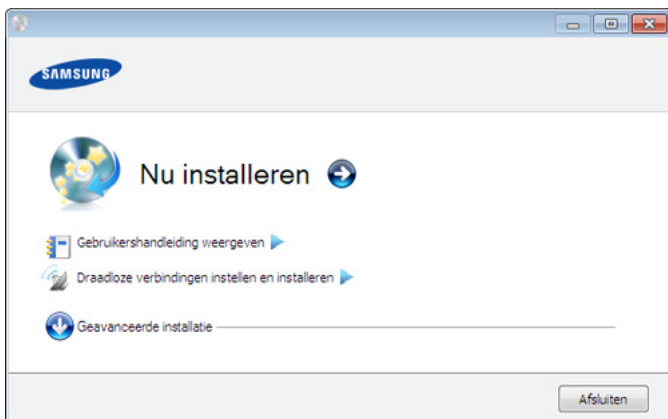 SAMSUNG
Nu installeren
Gebruikershandleiding weergeven
Draadloze verbindingen instellen en installeren
Geavanceerde installatie
Afsluiten